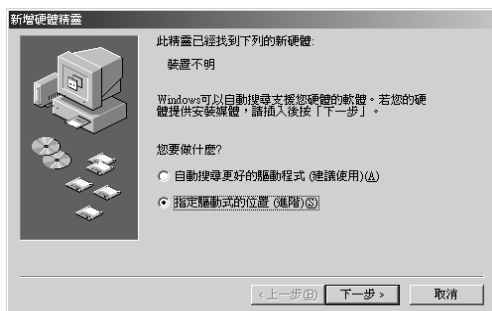 新增硬體精靈
此精靈已經找到下列的新硬體:
裝置不明
Windows可以自動搜尋支援您硬體的軟體。若您的硬
體提供安裝媒體，請插入後按「下一步」。
您要做什麼?
自動搜尋更好的驅動程式 (建議使用)(A)
指定驅動式的位置 (進階)(S)
<上一步(B)
下一步 >
取消